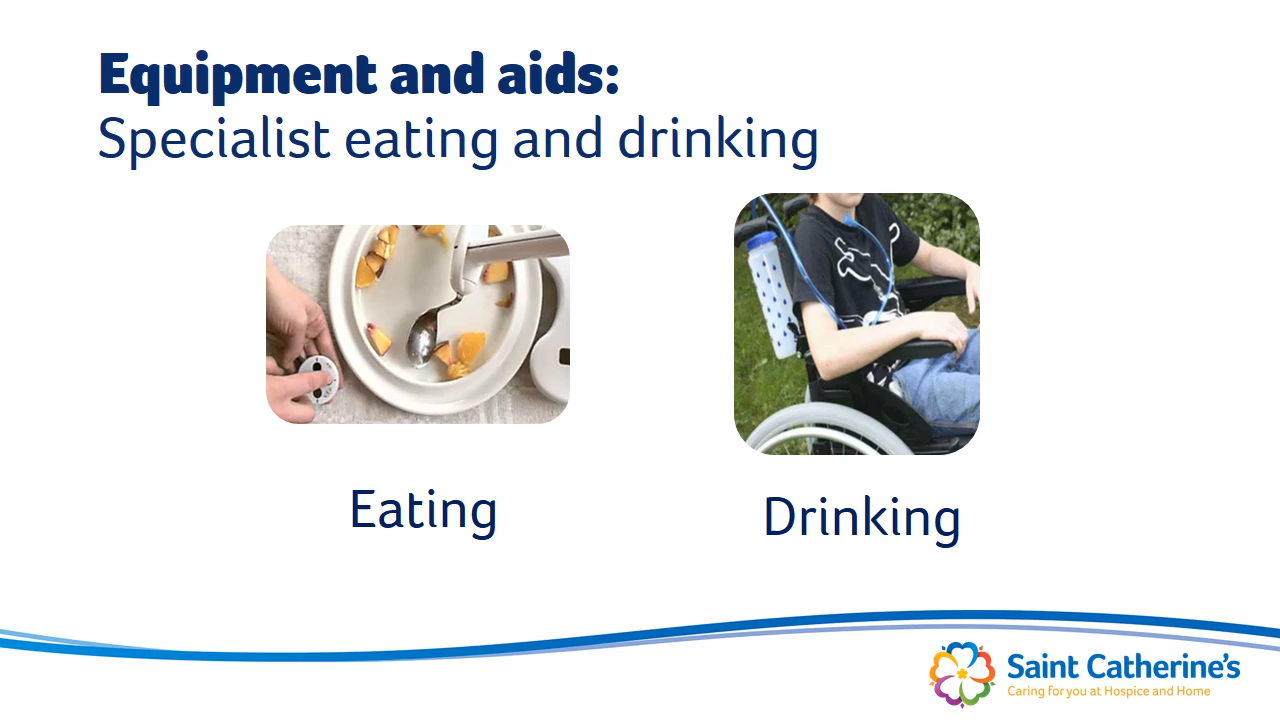 Equipment and aids:
Specialist eating and drinking
Eating
Drinking
Saint Catherine's
Caring for you at Hospice and Home